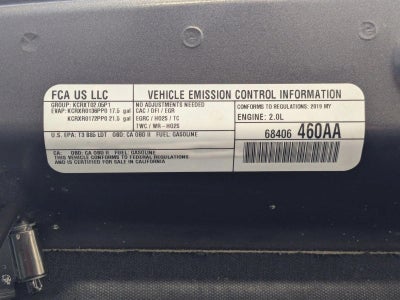 FCA US LLC
VEHICLE EMISSION CONTROL INFORMATION
GROUP: KCRXT02.05P1
EVAP: KCRXR0136PP0 17.5 gal
KCRXR0172PP0 21.5 gal
NO ADJUSTMENTS NEEDED
CAC / DFI / EGR
EGRC / HO2S / TC
TWC / WR-HO2S
CONFORMS TO REGULATIONS: 2019 MY
ENGINE: 2.0L
U.S. EPA: T3 B85 LDT OBD: CA OBD II FUEL: GASOLINE
68406 460AA
CA: OBD: CA OBD II FUEL: GASOLINE
THIS VEHICLE CONFORMS TO FEDERAL REGULATIONS
AND IS CERTIFIED FOR SALE IN CALIFORNIA